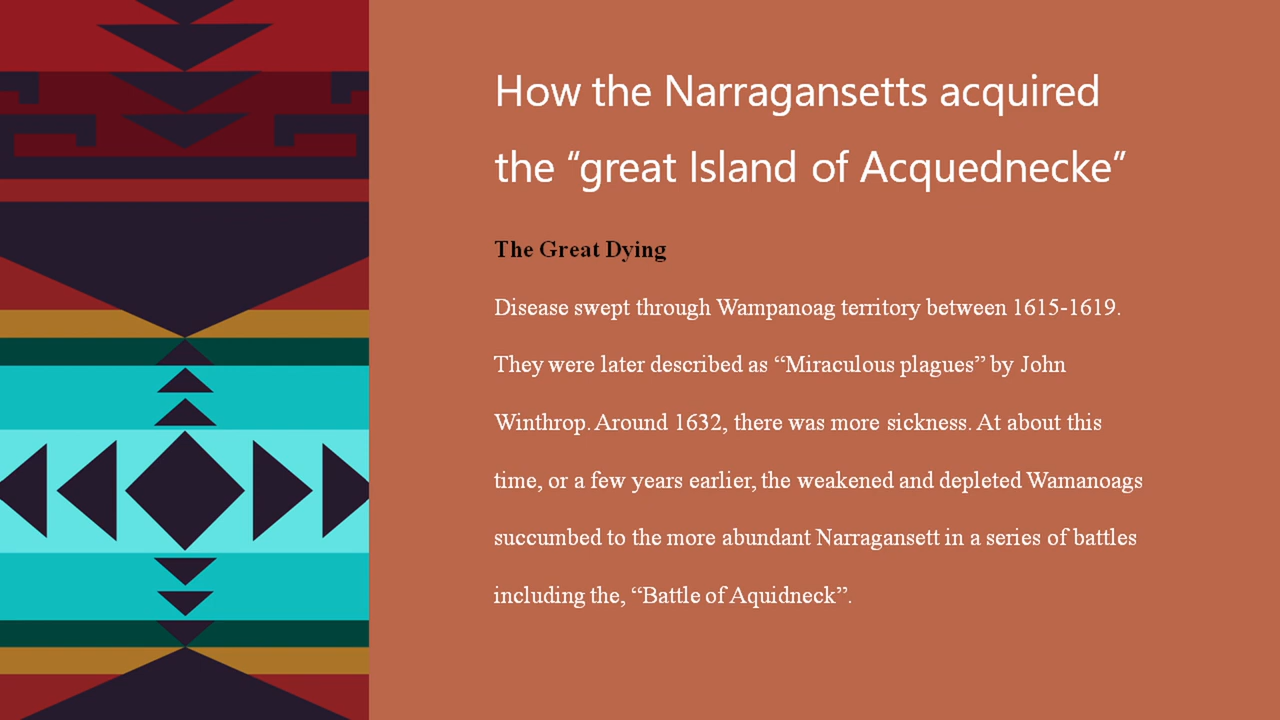 How the Narragansetts acquired
the “great Island of Acquednecke”
The Great Dying
Disease swept through Wampanoag territory between 1615-1619.
They were later described as “Miraculous plagues” by John
Winthrop. Around 1632, there was more sickness. At about this
time, or a few years earlier, the weakened and depleted Wamanoags
succumbed to the more abundant Narragansett in a series of battles
including the, “Battle of Aquidneck”.